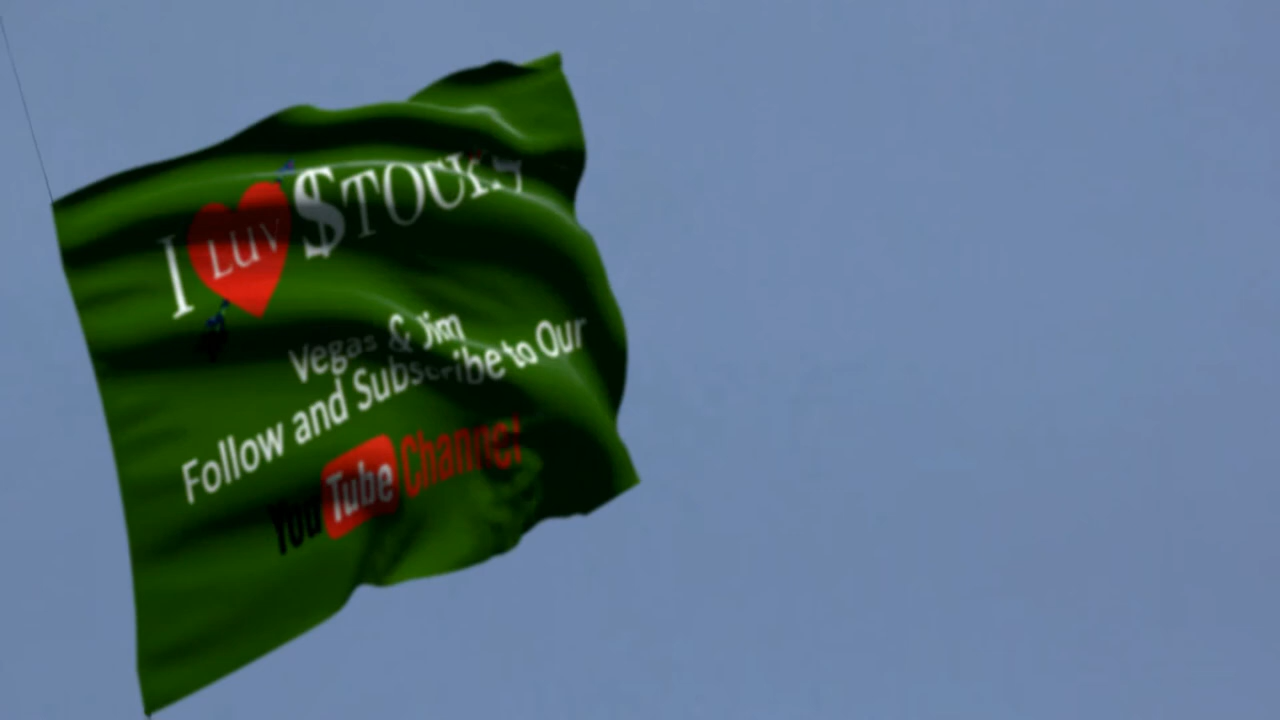 I LUV $TOCKS
Vegas & Jim
Follow and Subscribe to Our
YouTube Channel